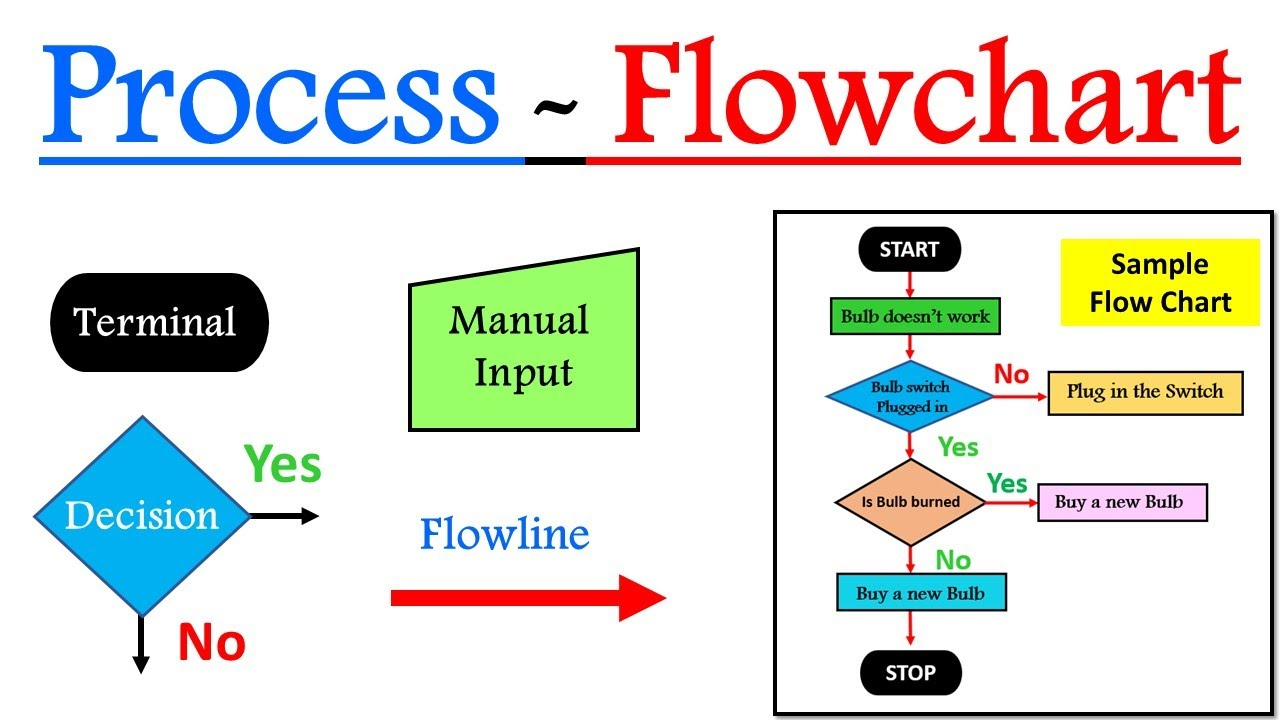 Process ~ Flowchart
Terminal
Manual
Input
Decision
Yes
No
Flowline
Sample
Flow Chart
START
Bulb doesn't work
Bulb switch
Plugged in
No
Plug in the Switch
Yes
Is Bulb burned
Yes
Buy a new Bulb
No
Buy a new Bulb
STOP